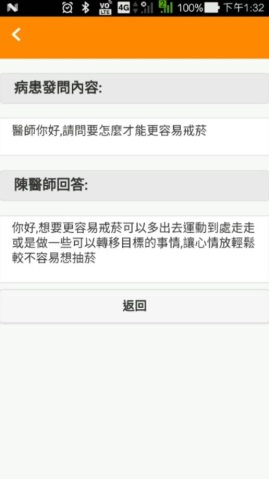 VO LTE 4G 100% 下午1:32
病患發問內容:
醫師你好,請問要怎麼才能更容易戒菸
陳醫師回答:
你好,想要更容易戒菸可以多出去運動到處走走
或是做一些可以轉移目標的事情,讓心情放輕鬆
較不容易想抽菸
返回